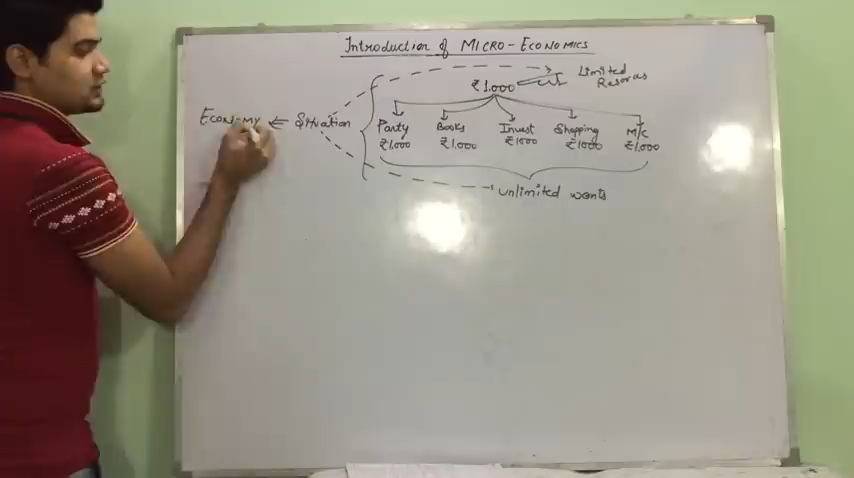 Introduction of MICRO-ECONOMICS
₹1,000 Limited
Resoras
ECONOMY ⇐ Situation
Party Books Invest Shopping M/C
₹1,000 ₹1,000 ₹1000 ₹1000 ₹1,000
unlimited wants